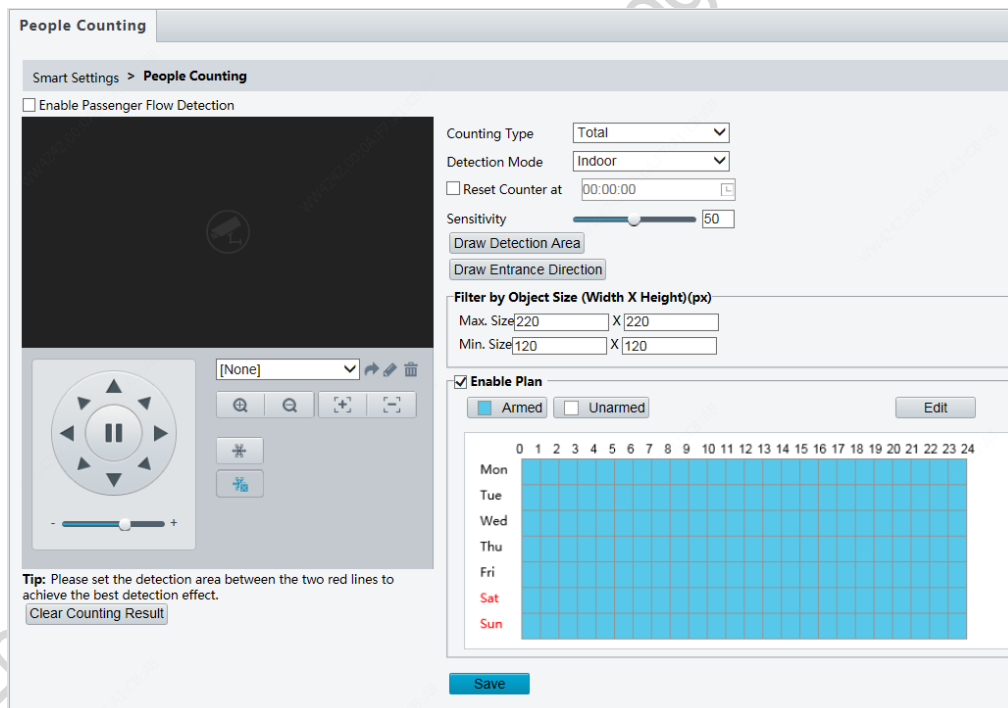 People Counting
Smart Settings > People Counting
Enable Passenger Flow Detection
Counting Type Total
Detection Mode Indoor
Reset Counter at 00:00:00
Sensitivity 50
Draw Detection Area
Draw Entrance Direction
Filter by Object Size (Width X Height)(px)
Max. Size 220 X 220
Min. Size 120 X 120
[None]
- +
Enable Plan
Armed Unarmed Edit
0 1 2 3 4 5 6 7 8 9 10 11 12 13 14 15 16 17 18 19 20 21 22 23 24
Mon
Tue
Wed
Thu
Fri
Sat
Sun
Tip: Please set the detection area between the two red lines to
achieve the best detection effect.
Clear Counting Result
Save